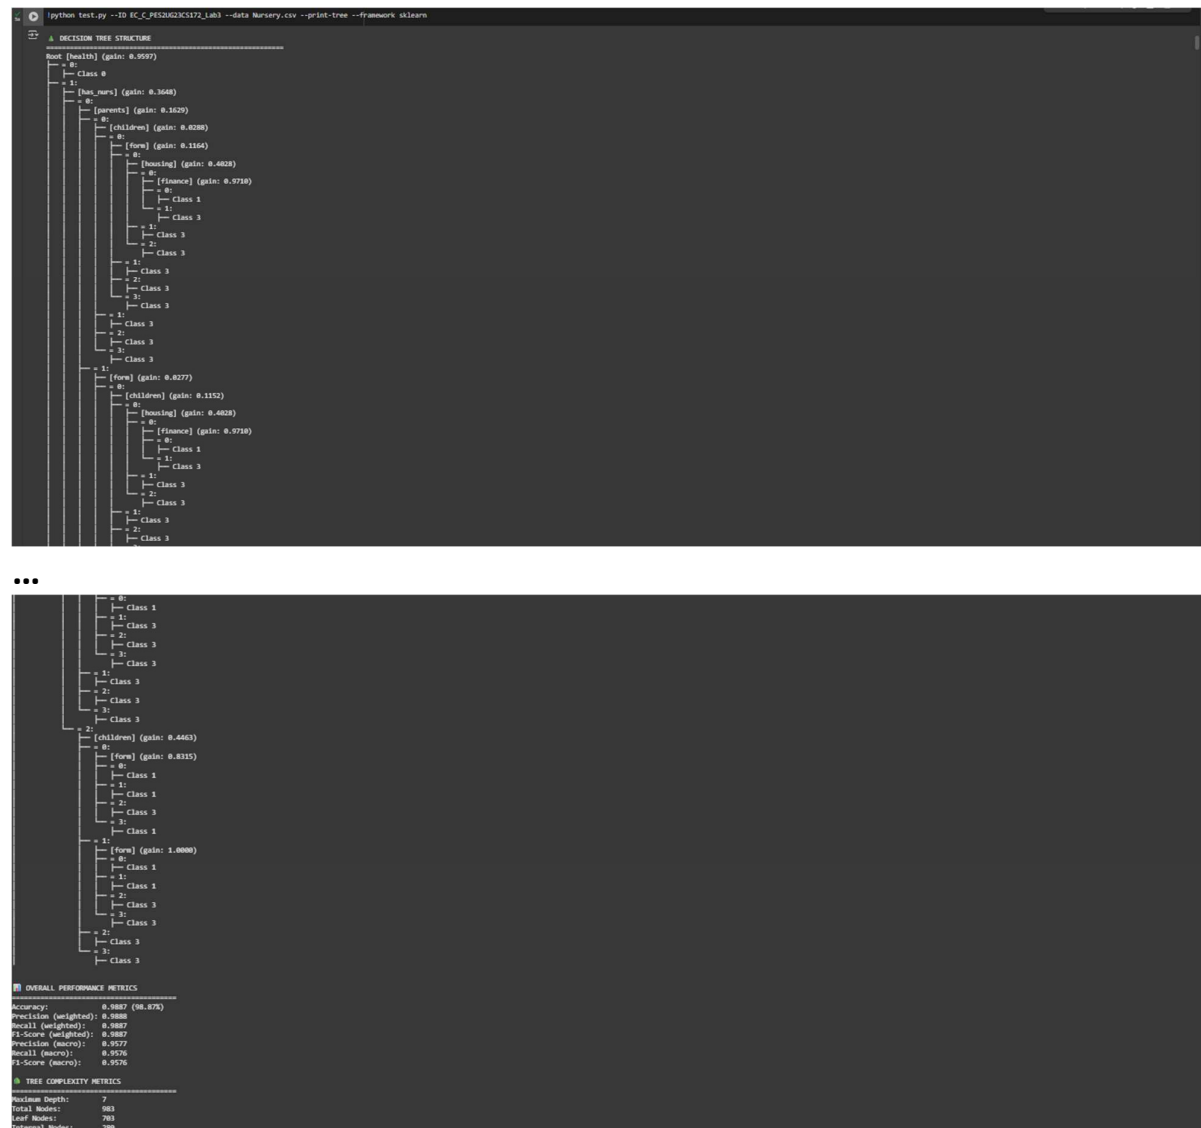 !python test.py --ID EC_C_PES2UG23CS172_Lab3 --data Nursery.csv --print-tree --framework sklearn
🌲 DECISION TREE STRUCTURE
============================================================
Root [health] (gain: 0.9597)
├── = 0:
│   ├── Class 0
├── = 1:
│   ├── [has_nurs] (gain: 0.3648)
│   ├── = 0:
│   │   ├── [parents] (gain: 0.1629)
│   │   ├── = 0:
│   │   │   ├── [children] (gain: 0.0288)
│   │   │   ├── = 0:
│   │   │   │   ├── [form] (gain: 0.1164)
│   │   │   │   ├── = 0:
│   │   │   │   │   ├── [housing] (gain: 0.4028)
│   │   │   │   │   ├── = 0:
│   │   │   │   │   │   ├── [finance] (gain: 0.9710)
│   │   │   │   │   │   ├── = 0:
│   │   │   │   │   │   │   ├── Class 1
│   │   │   │   │   │   └── = 1:
│   │   │   │   │   │       ├── Class 3
│   │   │   │   │   ├── = 1:
│   │   │   │   │   │   ├── Class 3
│   │   │   │   │   └── = 2:
│   │   │   │   │       ├── Class 3
│   │   │   │   ├── = 1:
│   │   │   │   │   ├── Class 3
│   │   │   │   ├── = 2:
│   │   │   │   │   ├── Class 3
│   │   │   │   └── = 3:
│   │   │   │       ├── Class 3
│   │   │   ├── = 1:
│   │   │   │   ├── Class 3
│   │   │   ├── = 2:
│   │   │   │   ├── Class 3
│   │   │   └── = 3:
│   │   │       ├── Class 3
│   │   ├── = 1:
│   │   │   ├── [form] (gain: 0.0277)
│   │   │   ├── = 0:
│   │   │   │   ├── [children] (gain: 0.1152)
│   │   │   │   ├── = 0:
│   │   │   │   │   ├── [housing] (gain: 0.4028)
│   │   │   │   │   ├── = 0:
│   │   │   │   │   │   ├── [finance] (gain: 0.9710)
│   │   │   │   │   │   ├── = 0:
│   │   │   │   │   │   │   ├── Class 1
│   │   │   │   │   │   └── = 1:
│   │   │   │   │   │       ├── Class 3
│   │   │   │   │   ├── = 1:
│   │   │   │   │   │   ├── Class 3
│   │   │   │   │   └── = 2:
│   │   │   │   │       ├── Class 3
│   │   │   │   ├── = 1:
│   │   │   │   │   ├── Class 3
│   │   │   │   ├── = 2:
│   │   │   │   │   ├── Class 3
...
│   │   │   ├── = 0:
│   │   │   │   ├── Class 1
│   │   │   ├── = 1:
│   │   │   │   ├── Class 3
│   │   │   ├── = 2:
│   │   │   │   ├── Class 3
│   │   │   └── = 3:
│   │   │       ├── Class 3
│   │   ├── = 1:
│   │   │   ├── Class 3
│   │   ├── = 2:
│   │   │   ├── Class 3
│   │   └── = 3:
│   │       ├── Class 3
│   └── = 2:
│       ├── [children] (gain: 0.4463)
│       ├── = 0:
│       │   ├── [form] (gain: 0.8315)
│       │   ├── = 0:
│       │   │   ├── Class 1
│       │   ├── = 1:
│       │   │   ├── Class 1
│       │   ├── = 2:
│       │   │   ├── Class 3
│       │   └── = 3:
│       │       ├── Class 1
│       ├── = 1:
│       │   ├── [form] (gain: 1.0000)
│       │   ├── = 0:
│       │   │   ├── Class 1
│       │   ├── = 1:
│       │   │   ├── Class 1
│       │   ├── = 2:
│       │   │   ├── Class 3
│       │   └── = 3:
│       │       ├── Class 3
│       ├── = 2:
│       │   ├── Class 3
│       └── = 3:
│           ├── Class 3
📊 OVERALL PERFORMANCE METRICS
========================================
Accuracy: 0.9887 (98.87%)
Precision (weighted): 0.9888
Recall (weighted): 0.9887
F1-Score (weighted): 0.9887
Precision (macro): 0.9577
Recall (macro): 0.9576
F1-Score (macro): 0.9576
🌳 TREE COMPLEXITY METRICS
========================================
Maximum Depth: 7
Total Nodes: 983
Leaf Nodes: 703
Internal Nodes: 280